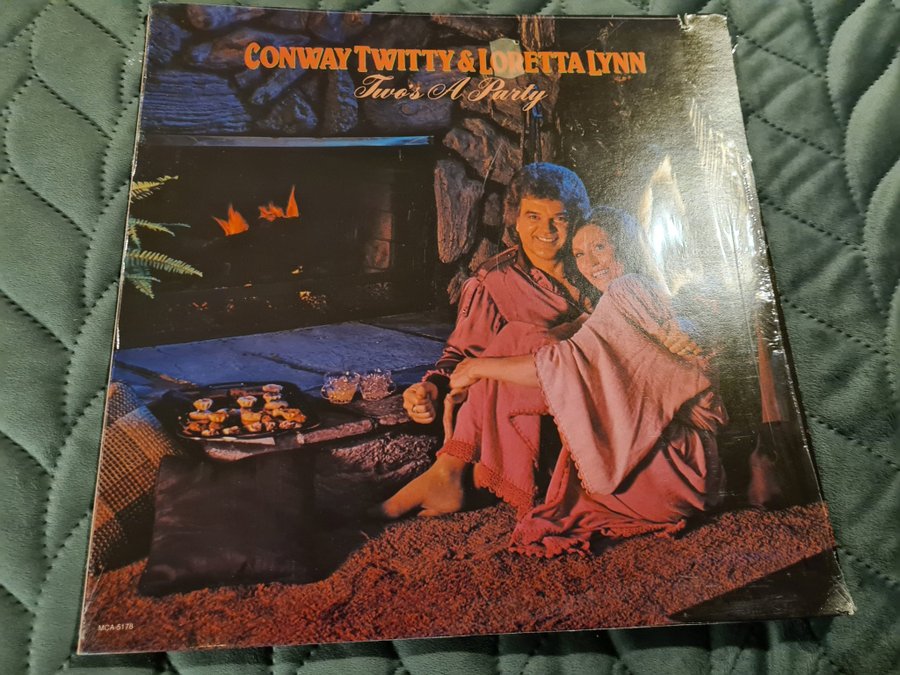 CONWAY TWITTY & LORETTA LYNN
Two's A Party
MCA-5178